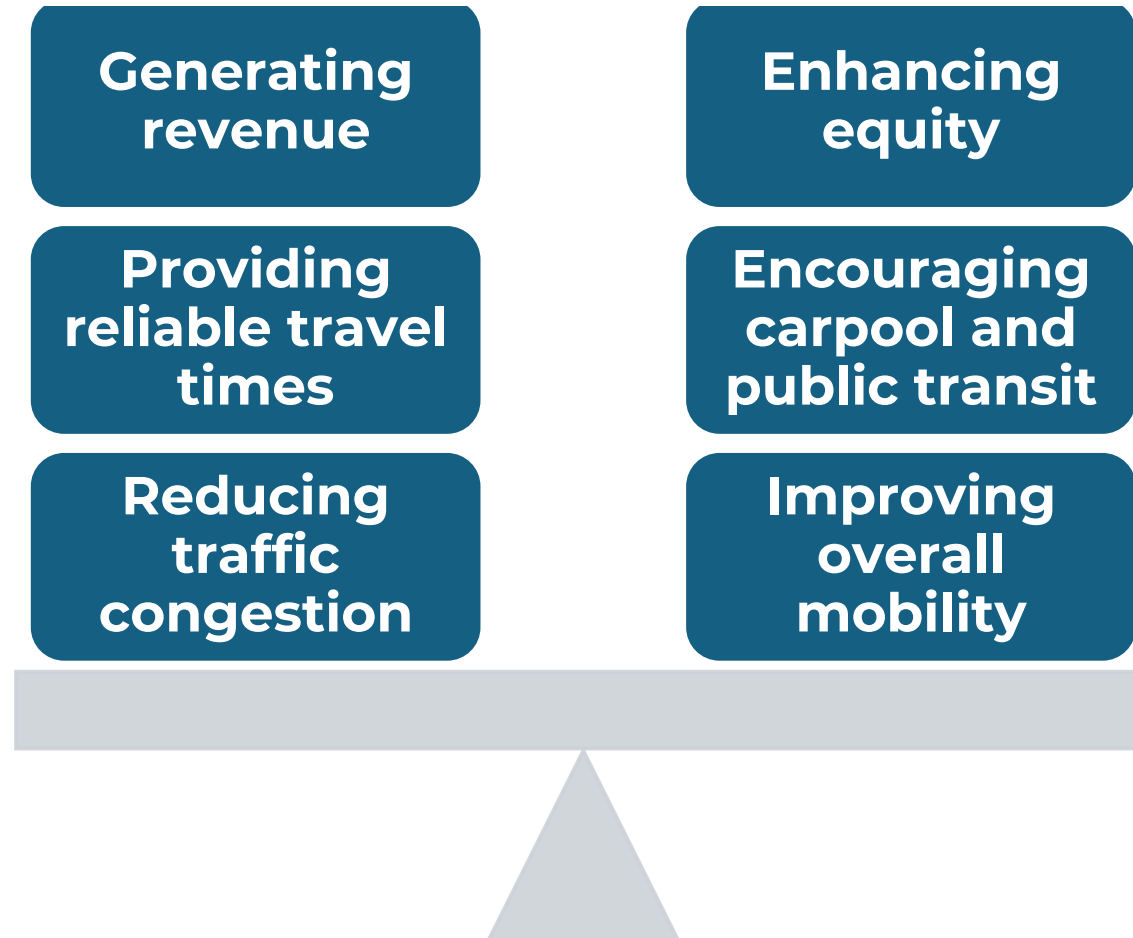 Generating
revenue
Providing
reliable travel
times
Reducing
traffic
congestion
Enhancing
equity
Encouraging
carpool and
public transit
Improving
overall
mobility